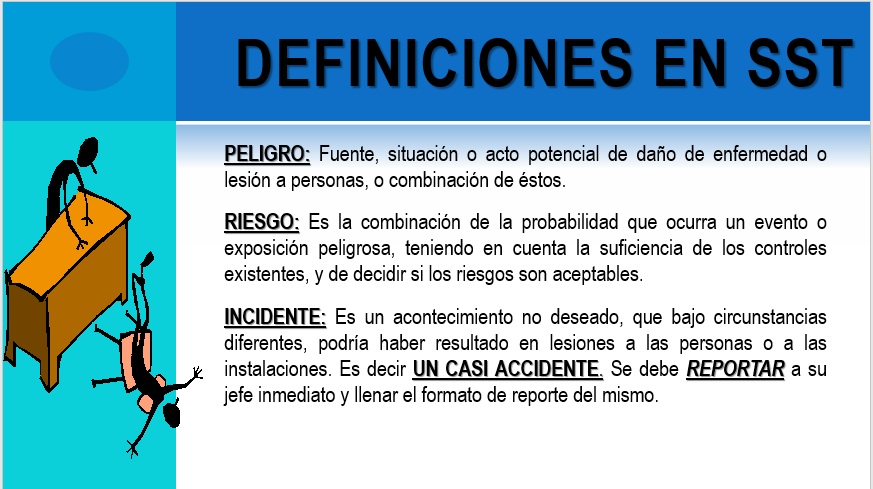 DEFINICIONES EN SST
PELIGRO: Fuente, situación o acto potencial de daño de enfermedad o
lesión a personas, o combinación de éstos.
RIESGO: Es la combinación de la probabilidad que ocurra un evento o
exposición peligrosa, teniendo en cuenta la suficiencia de los controles
existentes, y de decidir si los riesgos son aceptables.
INCIDENTE: Es un acontecimiento no deseado, que bajo circunstancias
diferentes, podría haber resultado en lesiones a las personas o a las
instalaciones. Es decir UN CASI ACCIDENTE. Se debe REPORTAR a su
jefe inmediato y llenar el formato de reporte del mismo.